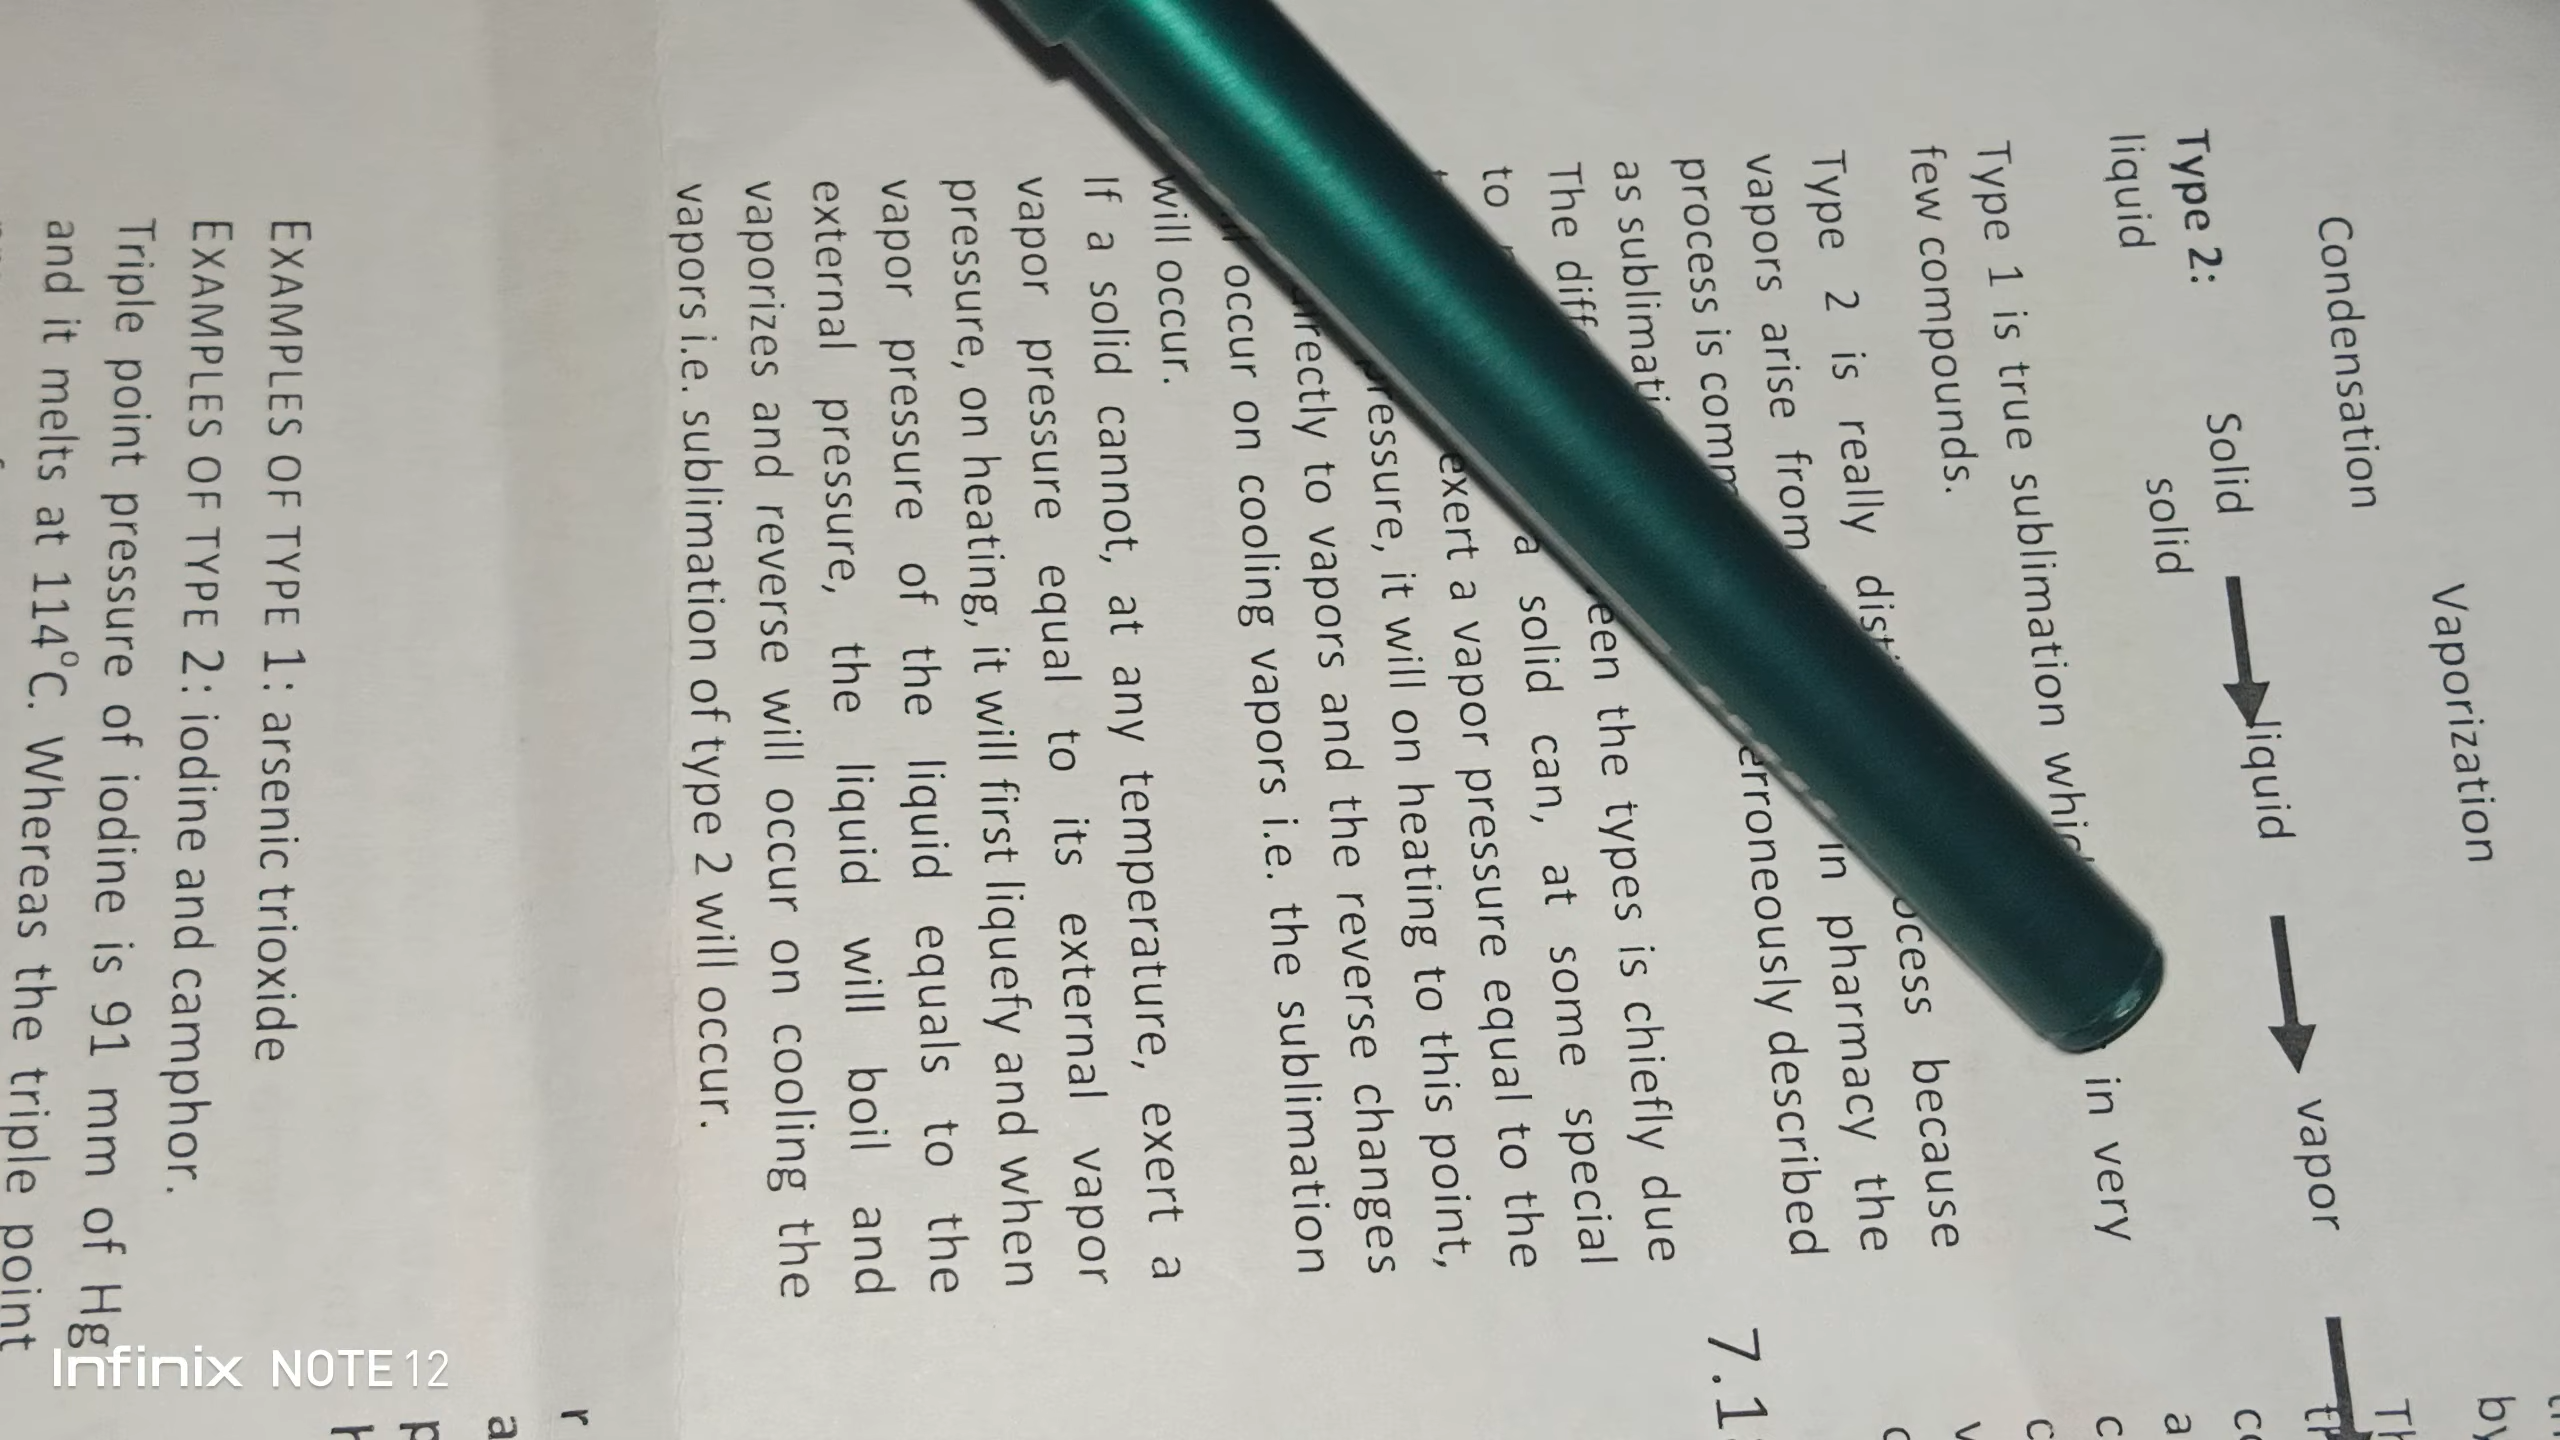 Vaporization
Condensation
Type 2: Solid liquid vapor
liquid solid
Type 1 is true sublimation in very
few compounds.
Type 2 is really because
vapors arise from in pharmacy the
process is erroneously described
as
The the types is chiefly due
to a solid can, at some special
exert a vapor pressure equal to the
it will on heating to this point,
to vapors and the reverse changes
occur on cooling vapors i.e. the sublimation
will occur.
If a solid cannot, at any temperature, exert a
vapor pressure equal to its external vapor
pressure, on heating, it will first liquefy and when
vapor pressure of the liquid equals to the
external pressure, the liquid will boil and
vaporizes and reverse will occur on cooling the
vapors i.e. sublimation of type 2 will occur.
EXAMPLES OF TYPE 1: arsenic trioxide
EXAMPLES OF TYPE 2: iodine and camphor.
Triple point pressure of iodine is 91 mm of Hg
and it melts at 114°C. Whereas the triple point
7.1
by
Infinix NOTE 12